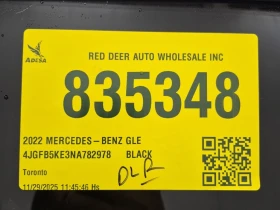 ADESA
RED DEER AUTO WHOLESALE INC
835348
2022 MERCEDES-BENZ GLE
4JGFB5KE3NA782978 BLACK
DLR
Toronto
11/29/2025 11:45:46 Hs